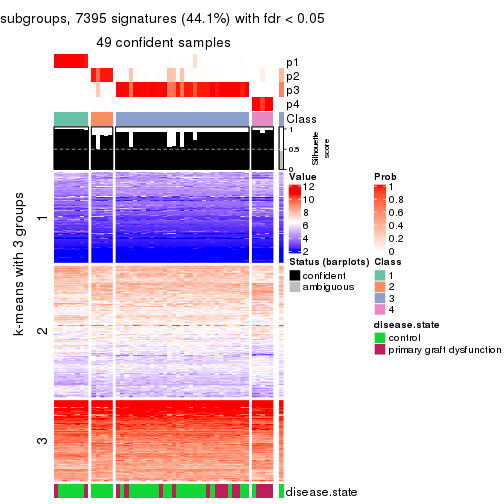 subgroups, 7395 signatures (44.1%) with fdr < 0.05
49 confident samples
p1
p2
p3
p4
Class
1
0.5
0
Silhouette
score
k-means with 3 groups
1
2
3
disease.state
Value
12
10
8
6
4
2
Prob
1
0.8
0.6
0.4
0.2
0
Status (barplots)
confident
ambiguous
Class
1
2
3
4
disease.state
control
primary graft dysfunction